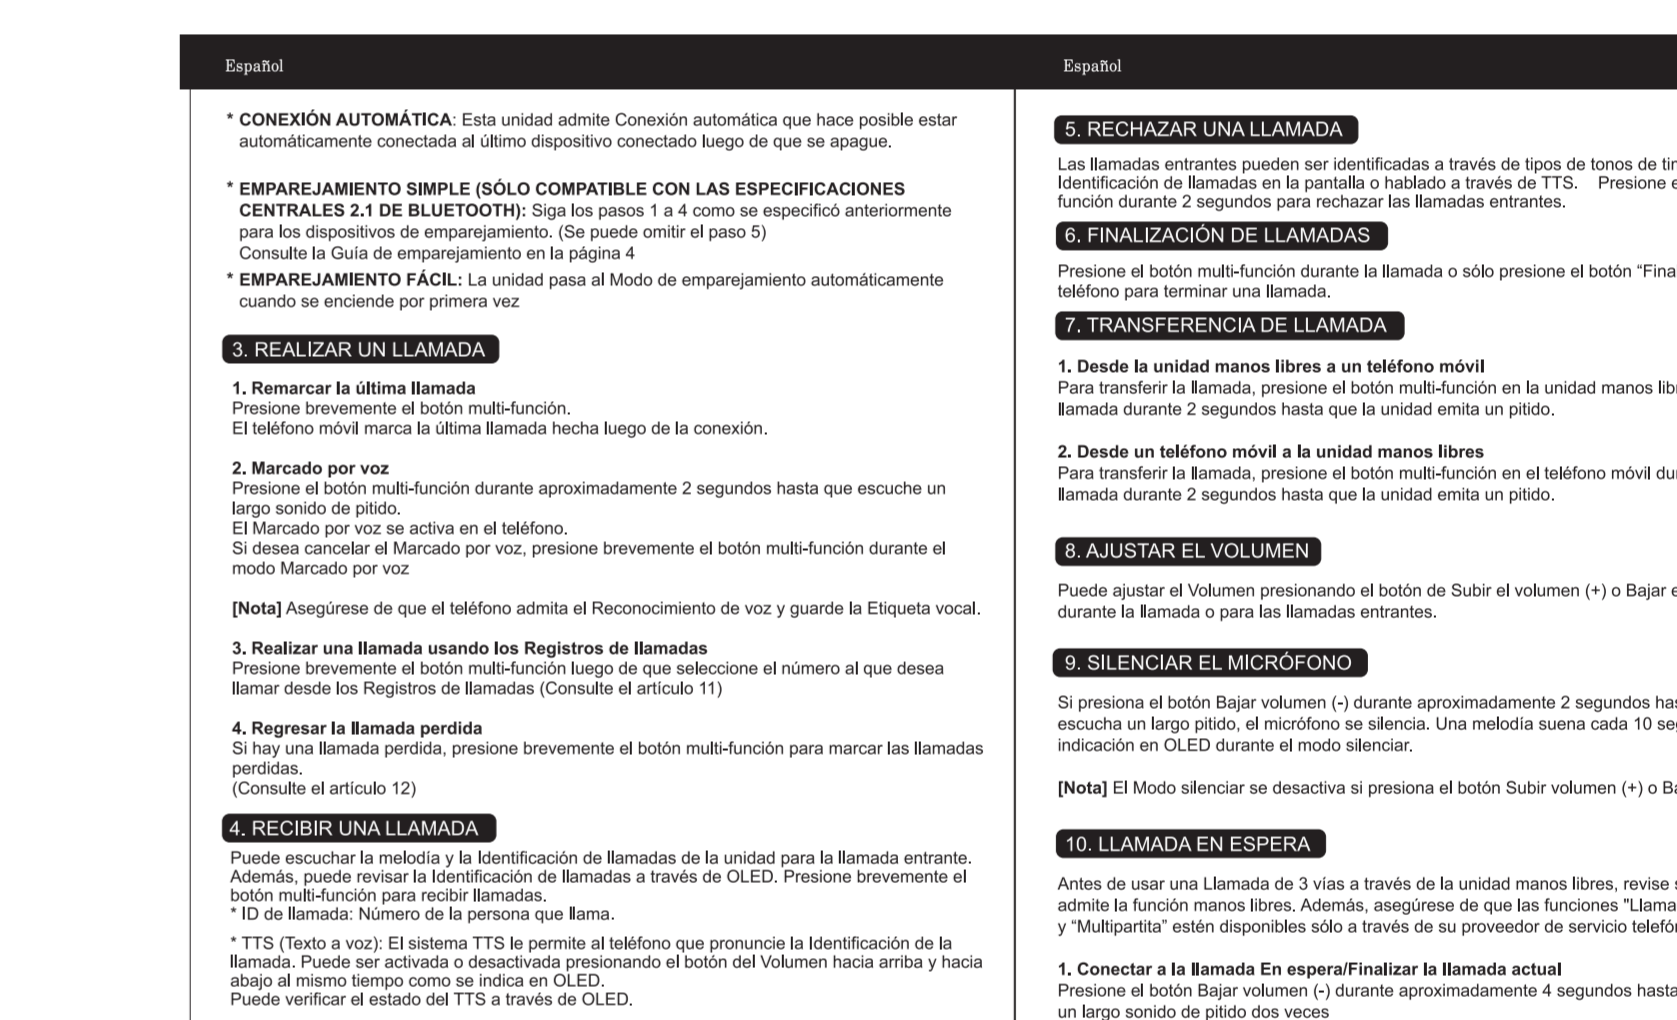 Español
* CONEXIÓN AUTOMÁTICA: Esta unidad admite Conexión automática que hace posible estar
automáticamente conectada al último dispositivo conectado luego de que se apague.
* EMPAREJAMIENTO SIMPLE (SÓLO COMPATIBLE CON LAS ESPECIFICACIONES
CENTRALES 2.1 DE BLUETOOTH): Siga los pasos 1 a 4 como se especificó anteriormente
para los dispositivos de emparejamiento. (Se puede omitir el paso 5)
Consulte la Guía de emparejamiento en la página 4
* EMPAREJAMIENTO FÁCIL: La unidad pasa al Modo de emparejamiento automáticamente
cuando se enciende por primera vez
3. REALIZAR UN LLAMADA
1. Remarcar la última llamada
Presione brevemente el botón multi-función.
El teléfono móvil marca la última llamada hecha luego de la conexión.
2. Marcado por voz
Presione el botón multi-función durante aproximadamente 2 segundos hasta que escuche un
largo sonido de pitido.
El Marcado por voz se activa en el teléfono.
Si desea cancelar el Marcado por voz, presione brevemente el botón multi-función durante el
modo Marcado por voz
[Nota] Asegúrese de que el teléfono admita el Reconocimiento de voz y guarde la Etiqueta vocal.
3. Realizar una llamada usando los Registros de llamadas
Presione brevemente el botón multi-función luego de que seleccione el número al que desea
llamar desde los Registros de llamadas (Consulte el artículo 11)
4. Regresar la llamada perdida
Si hay una llamada perdida, presione brevemente el botón multi-función para marcar las llamadas
perdidas.
(Consulte el artículo 12)
4. RECIBIR UNA LLAMADA
Puede escuchar la melodía y la Identificación de llamadas de la unidad para la llamada entrante.
Además, puede revisar la Identificación de llamadas a través de OLED. Presione brevemente el
botón multi-función para recibir llamadas.
* ID de llamada: Número de la persona que llama.
* TTS (Texto a voz): El sistema TTS le permite al teléfono que pronuncie la Identificación de la
llamada. Puede ser activada o desactivada presionando el botón del Volumen hacia arriba y hacia
abajo al mismo tiempo como se indica en OLED.
Puede verificar el estado del TTS a través de OLED.
Español
5. RECHAZAR UNA LLAMADA
Las llamadas entrantes pueden ser identificadas a través de tipos de tonos de
Identificación de llamadas en la pantalla o hablado a través de TTS. Presione
función durante 2 segundos para rechazar las llamadas entrantes.
6. FINALIZACIÓN DE LLAMADAS
Presione el botón multi-función durante la llamada o sólo presione el botón “Fina
teléfono para terminar una llamada.
7. TRANSFERENCIA DE LLAMADA
1. Desde la unidad manos libres a un teléfono móvil
Para transferir la llamada, presione el botón multi-función en la unidad manos
llamada durante 2 segundos hasta que la unidad emita un pitido.
2. Desde un teléfono móvil a la unidad manos libres
Para transferir la llamada, presione el botón multi-función en el teléfono móvil
llamada durante 2 segundos hasta que la unidad emita un pitido.
8. AJUSTAR EL VOLUMEN
Puede ajustar el Volumen presionando el botón de Subir el volumen (+) o Bajar
durante la llamada o para las llamadas entrantes.
9. SILENCIAR EL MICRÓFONO
Si presiona el botón Bajar volumen (-) durante aproximadamente 2 segundos
escucha un largo pitido, el micrófono se silencia. Una melodía suena cada 10
indicación en OLED durante el modo silenciar.
[Nota] El Modo silenciar se desactiva si presiona el botón Subir volumen (+) o
10. LLAMADA EN ESPERA
Antes de usar una Llamada de 3 vías a través de la unidad manos libres, revise
admite la función manos libres. Además, asegúrese de que las funciones "Llama
y “Multipartita” estén disponibles sólo a través de su proveedor de servicio
1. Conectar a la llamada En espera/Finalizar la llamada actual
Presione el botón Bajar volumen (-) durante aproximadamente 4 segundos hasta
un largo sonido de pitido dos veces